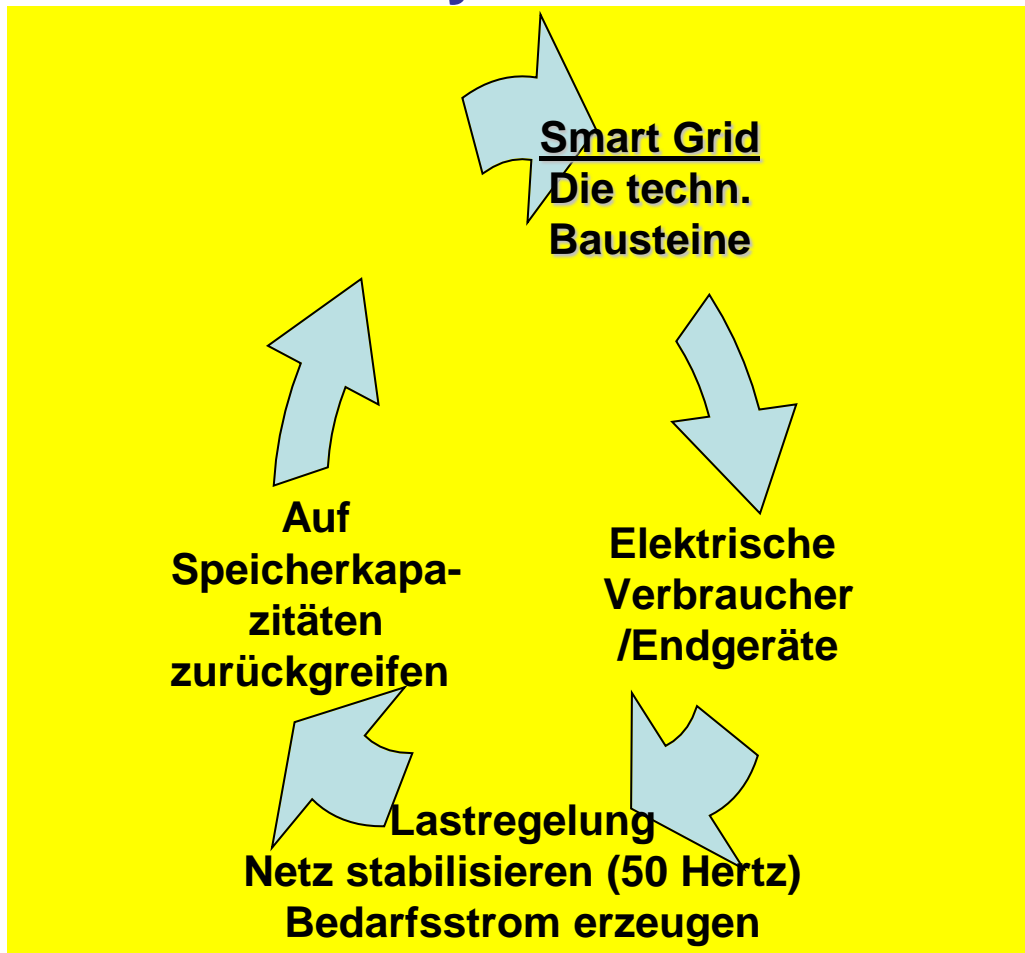 Smart Grid
Die techn.
Bausteine
Elektrische
Verbraucher
/Endgeräte
Lastregelung
Netz stabilisieren (50 Hertz)
Bedarfsstrom erzeugen
Auf
Speicherkapa-
zitäten
zurückgreifen